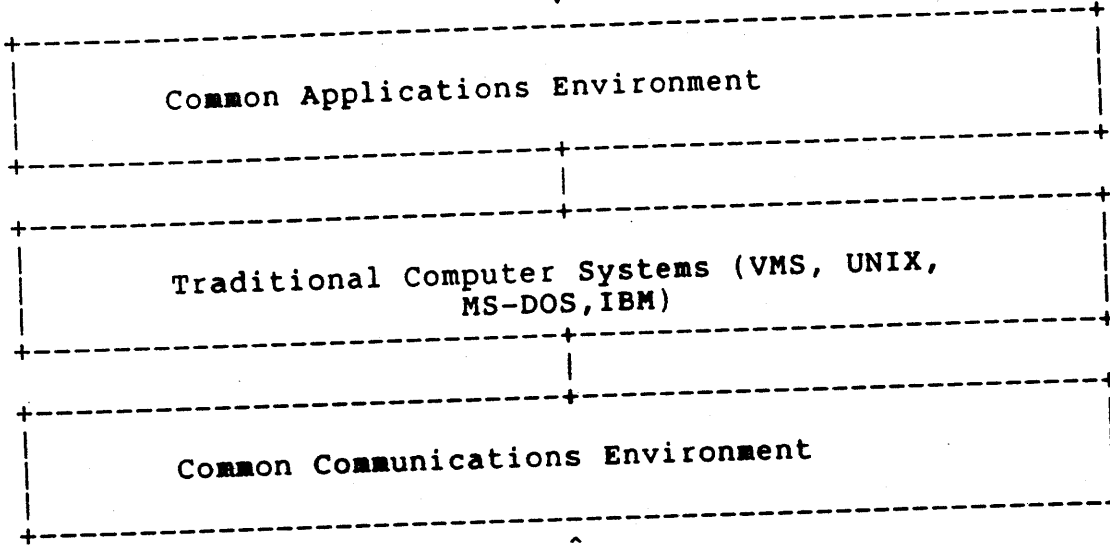 Common Applications Environment
Traditional Computer Systems (VMS, UNIX,
MS-DOS,IBM)
Common Communications Environment